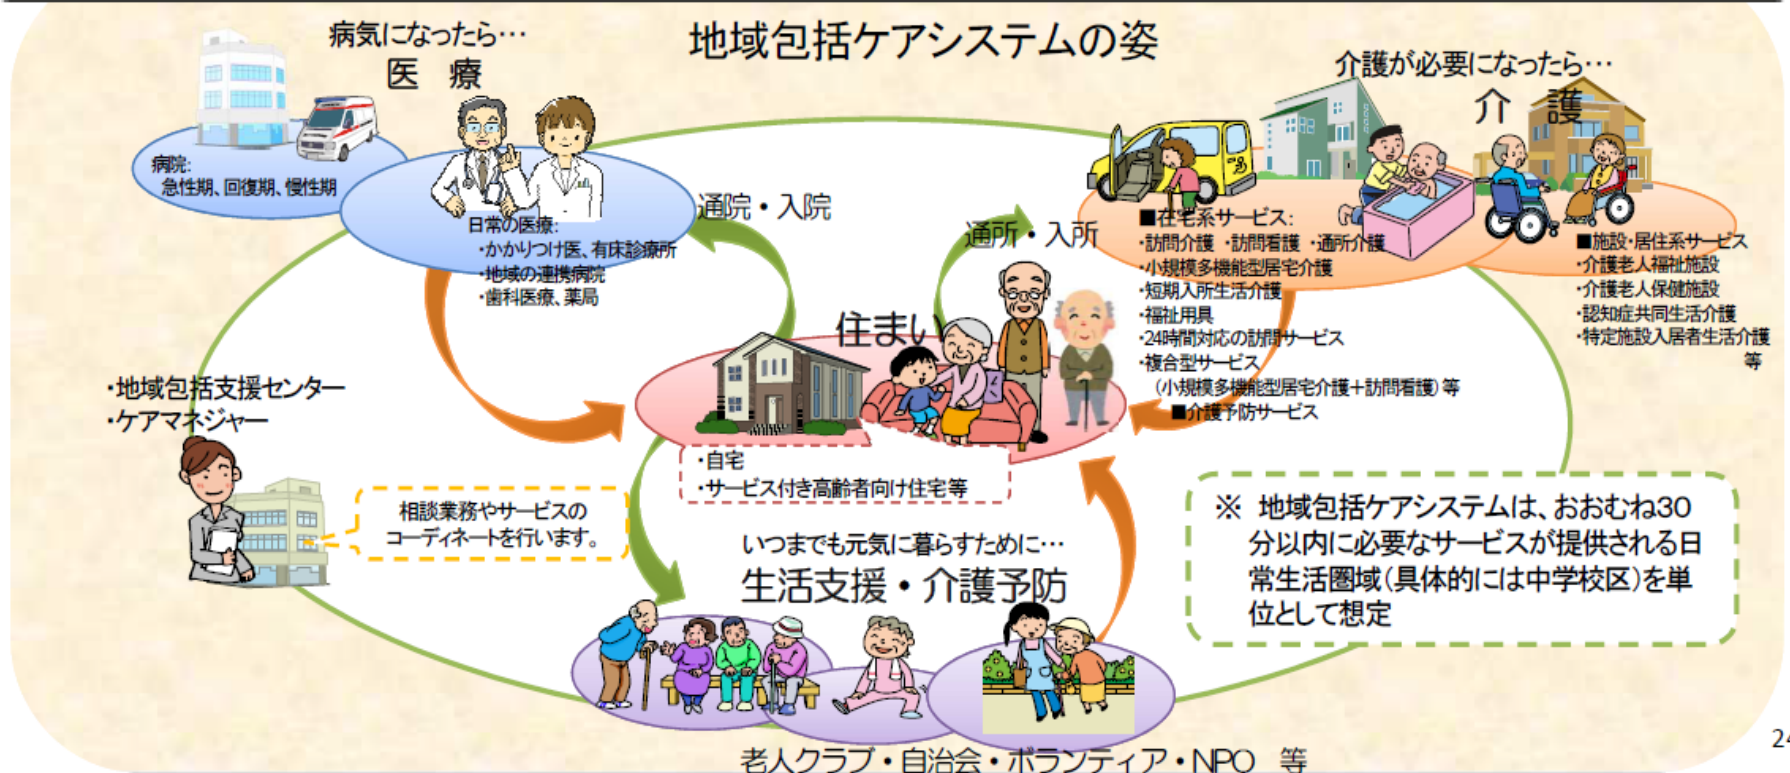 地域包括ケアシステムの姿
病気になったら…
医　療
病院:
急性期、回復期、慢性期
日常の医療:
・かかりつけ医、有床診療所
・地域の連携病院
・歯科医療、薬局
通院・入院
通所・入所
介護が必要になったら…
介　護
■在宅系サービス:
・訪問介護 ・訪問看護 ・通所介護
・小規模多機能型居宅介護
・短期入所生活介護
・福祉用具
・24時間対応の訪問サービス
・複合型サービス
（小規模多機能型居宅介護＋訪問看護）等
■介護予防サービス
■施設・居住系サービス
・介護老人福祉施設
・介護老人保健施設
・認知症共同生活介護
・特定施設入居者生活介護
等
住まい
・自宅
・サービス付き高齢者向け住宅等
・地域包括支援センター
・ケアマネジャー
相談業務やサービスの
コーディネートを行います。
いつまでも元気に暮らすために…
生活支援・介護予防
老人クラブ・自治会・ボランティア・NPO　等
※　地域包括ケアシステムは、おおむね30
分以内に必要なサービスが提供される日
常生活圏域（具体的には中学校区）を単
位として想定